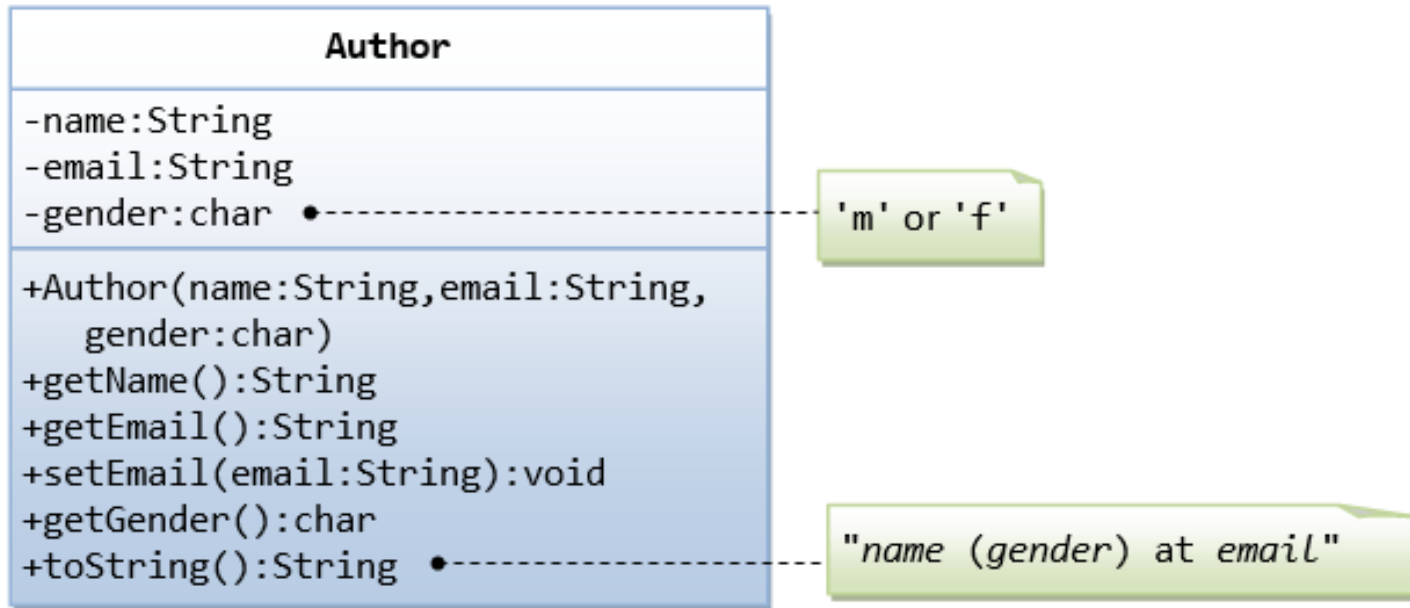 Author
-name:String
-email:String
-gender:char
'm' or 'f'
+Author(name:String,email:String,
gender:char)
+getName():String
+getEmail():String
+setEmail(email:String):void
+getGender():char
+toString():String
"name (gender) at email"